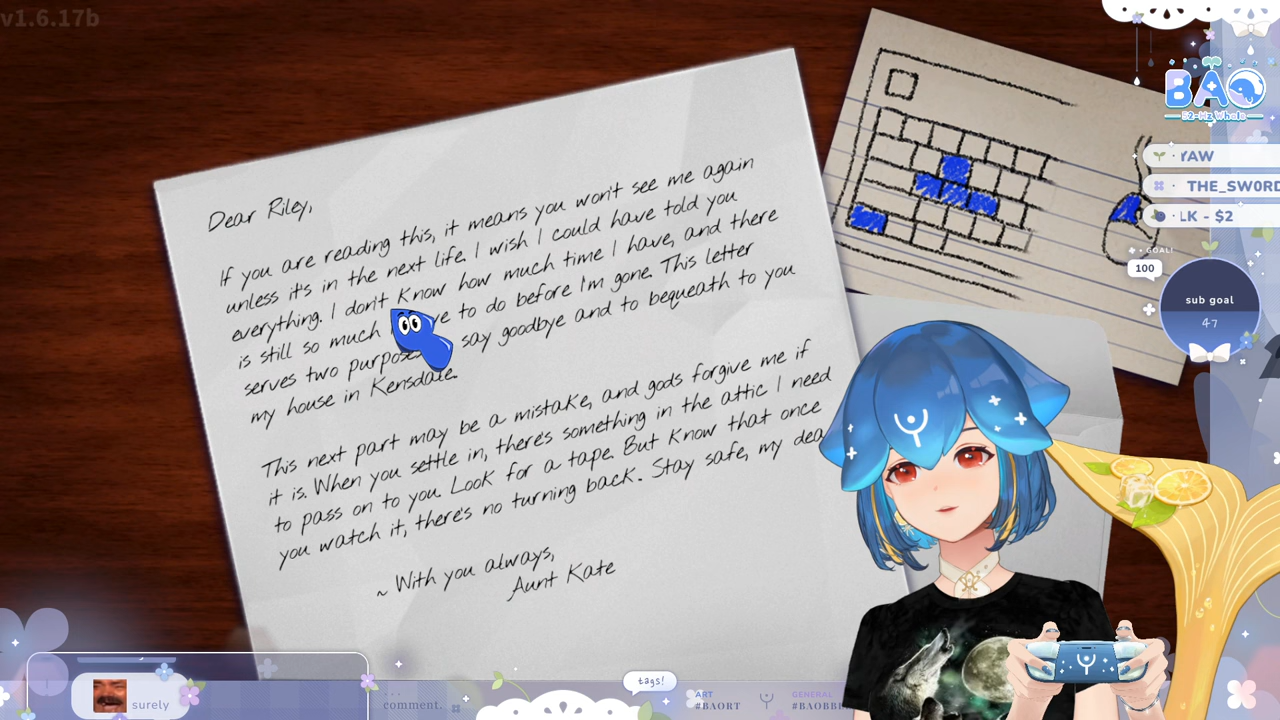 v1.6.17b
Dear Riley,
If you are reading this, it means you won't see me again
unless it's in the next life. I wish I could have told you
everything. I don't know how much time I have, and there
is still so much to do before I'm gone. This letter
serves two say goodbye and to bequeath to you
my house in Kensdale.
This next part may be a mistake, and gods forgive me if
it is. When you settle in, there's something in the attic I need
to pass on to you. Look for a tape. But know that once
you watch it, there's no turning back. Stay safe, my
~ With you always,
Aunt Kate
BAO
52-Hz Whale
YAW
THE_SW0RD
LK - $2
GOAL!
100
sub goal
47
surely
comment.
tags!
ART
#BAORT
GENERAL